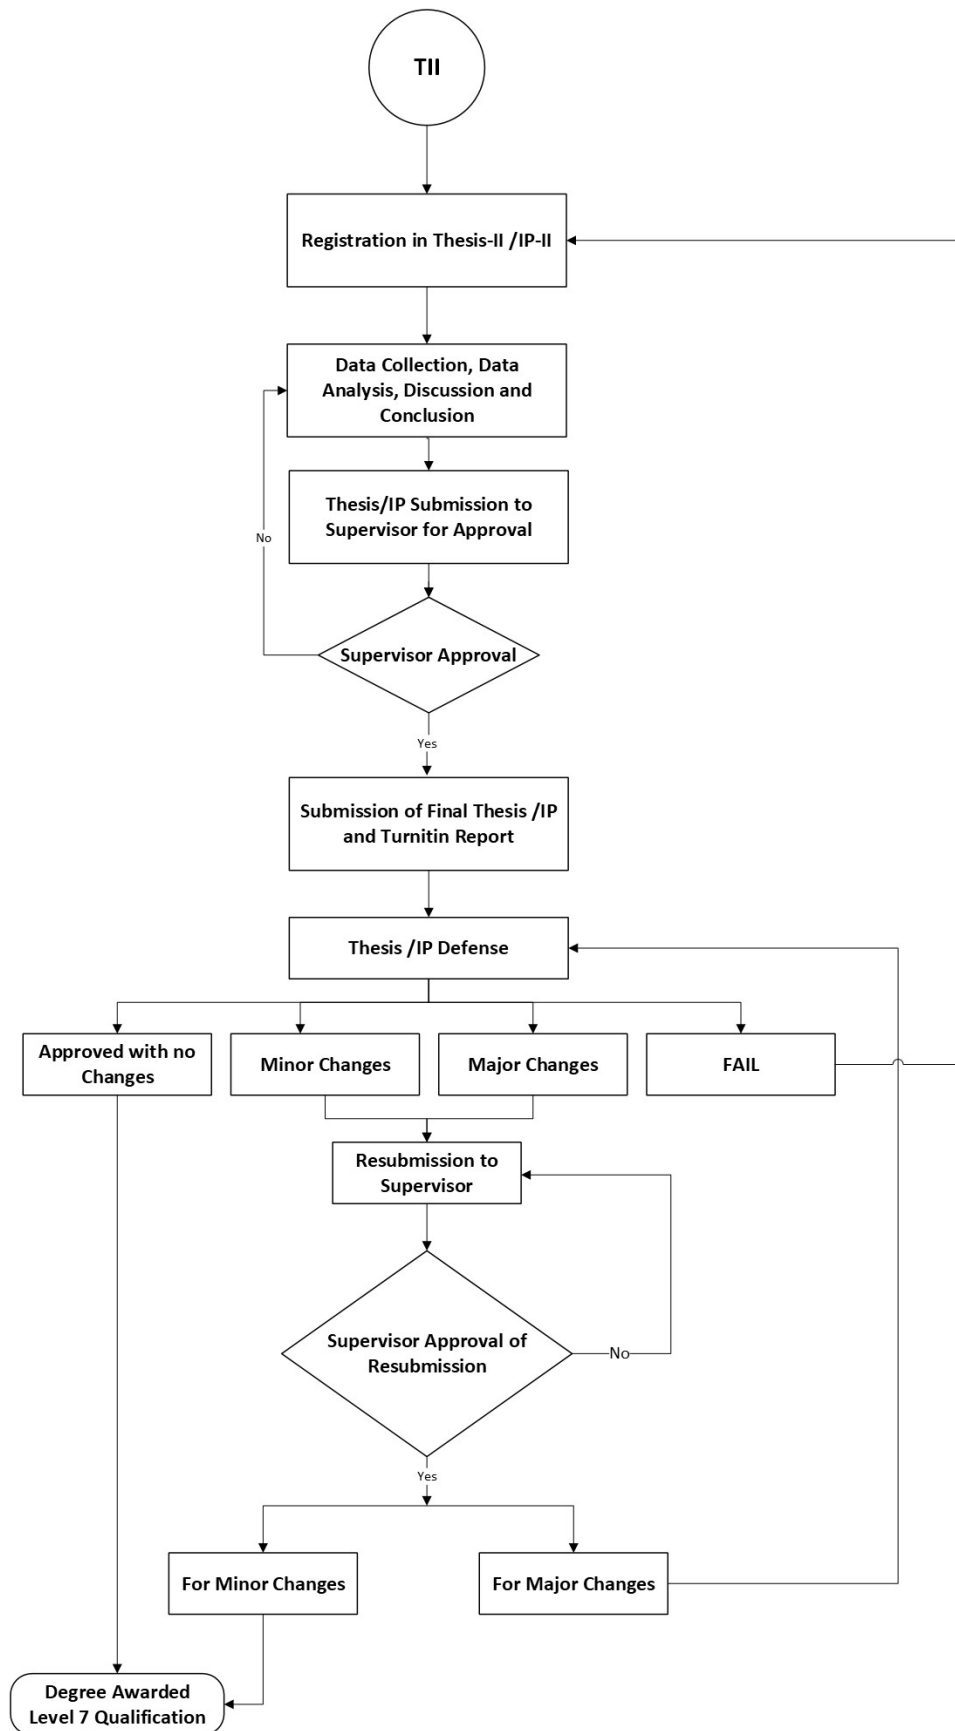 TII
Registration in Thesis-II /IP-II
Data Collection, Data
Analysis, Discussion and
Conclusion
Thesis/IP Submission to
Supervisor for Approval
No
Supervisor Approval
Yes
Submission of Final Thesis /IP
and Turnitin Report
Thesis /IP Defense
Approved with no
Changes
Minor Changes
Major Changes
FAIL
Resubmission to
Supervisor
Supervisor Approval of
Resubmission
No
Yes
For Minor Changes
For Major Changes
Degree Awarded
Level 7 Qualification